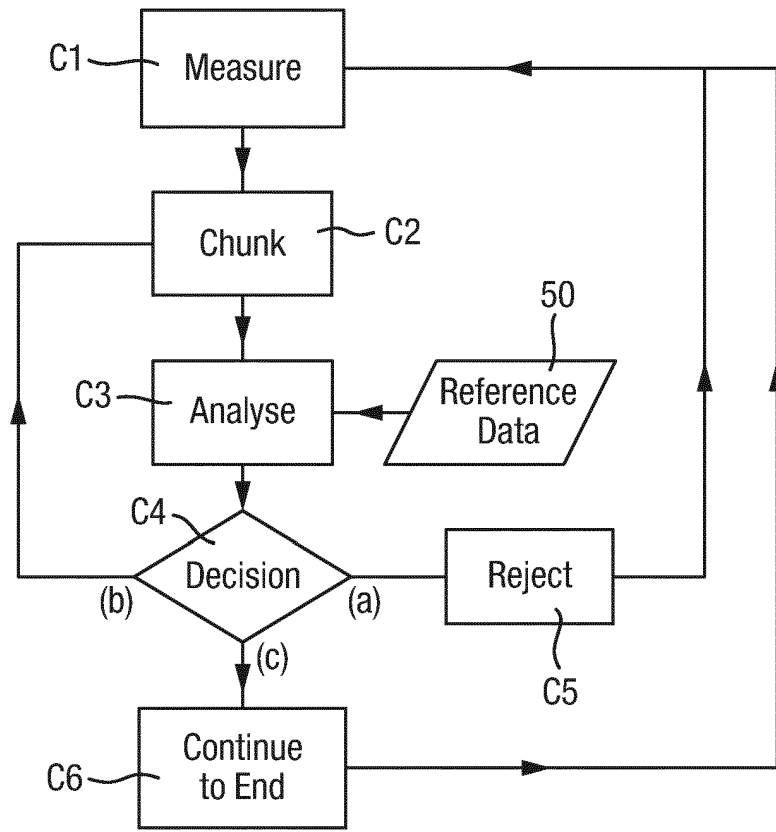 C1
Measure
Chunk
C2
50
C3
Analyse
Reference
Data
C4
Decision
(b)
(a)
(c)
Reject
C5
C6
Continue
to End